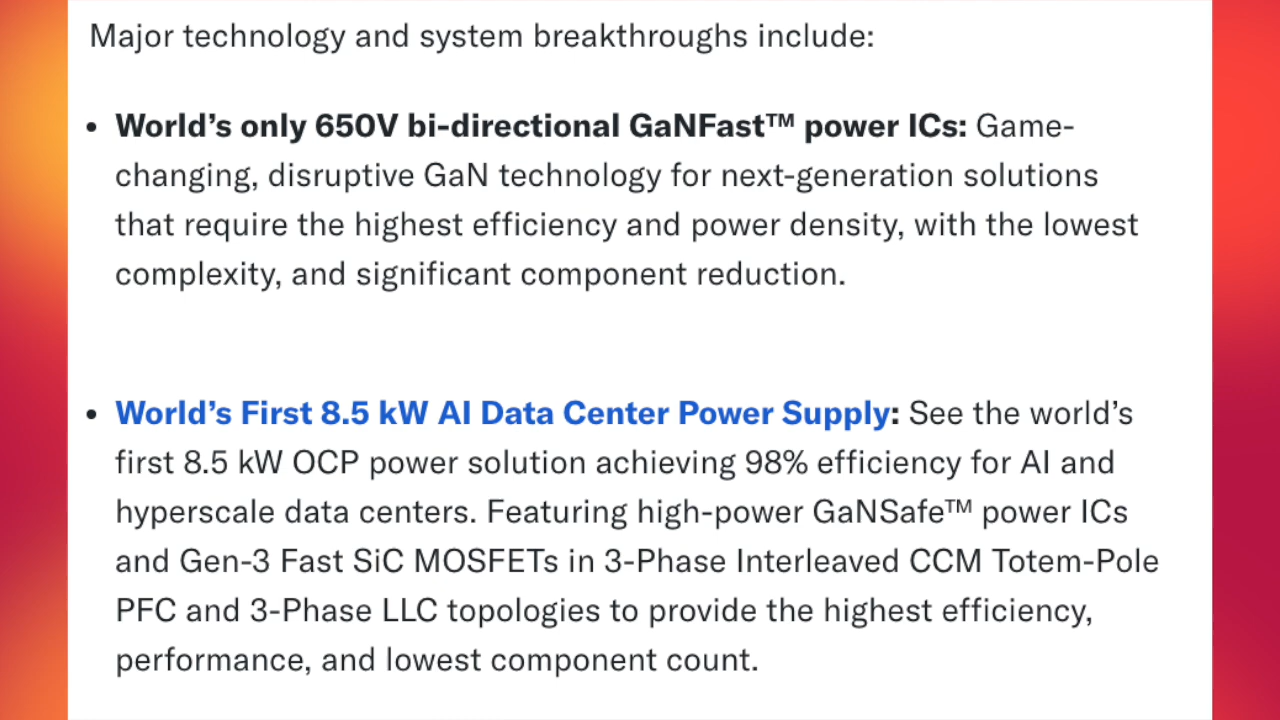 Major technology and system breakthroughs include:
• World’s only 650V bi-directional GaNFast™ power ICs: Game-
changing, disruptive GaN technology for next-generation solutions
that require the highest efficiency and power density, with the lowest
complexity, and significant component reduction.
• World’s First 8.5 kW AI Data Center Power Supply: See the world’s
first 8.5 kW OCP power solution achieving 98% efficiency for AI and
hyperscale data centers. Featuring high-power GaNSafe™ power ICs
and Gen-3 Fast SiC MOSFETs in 3-Phase Interleaved CCM Totem-Pole
PFC and 3-Phase LLC topologies to provide the highest efficiency,
performance, and lowest component count.